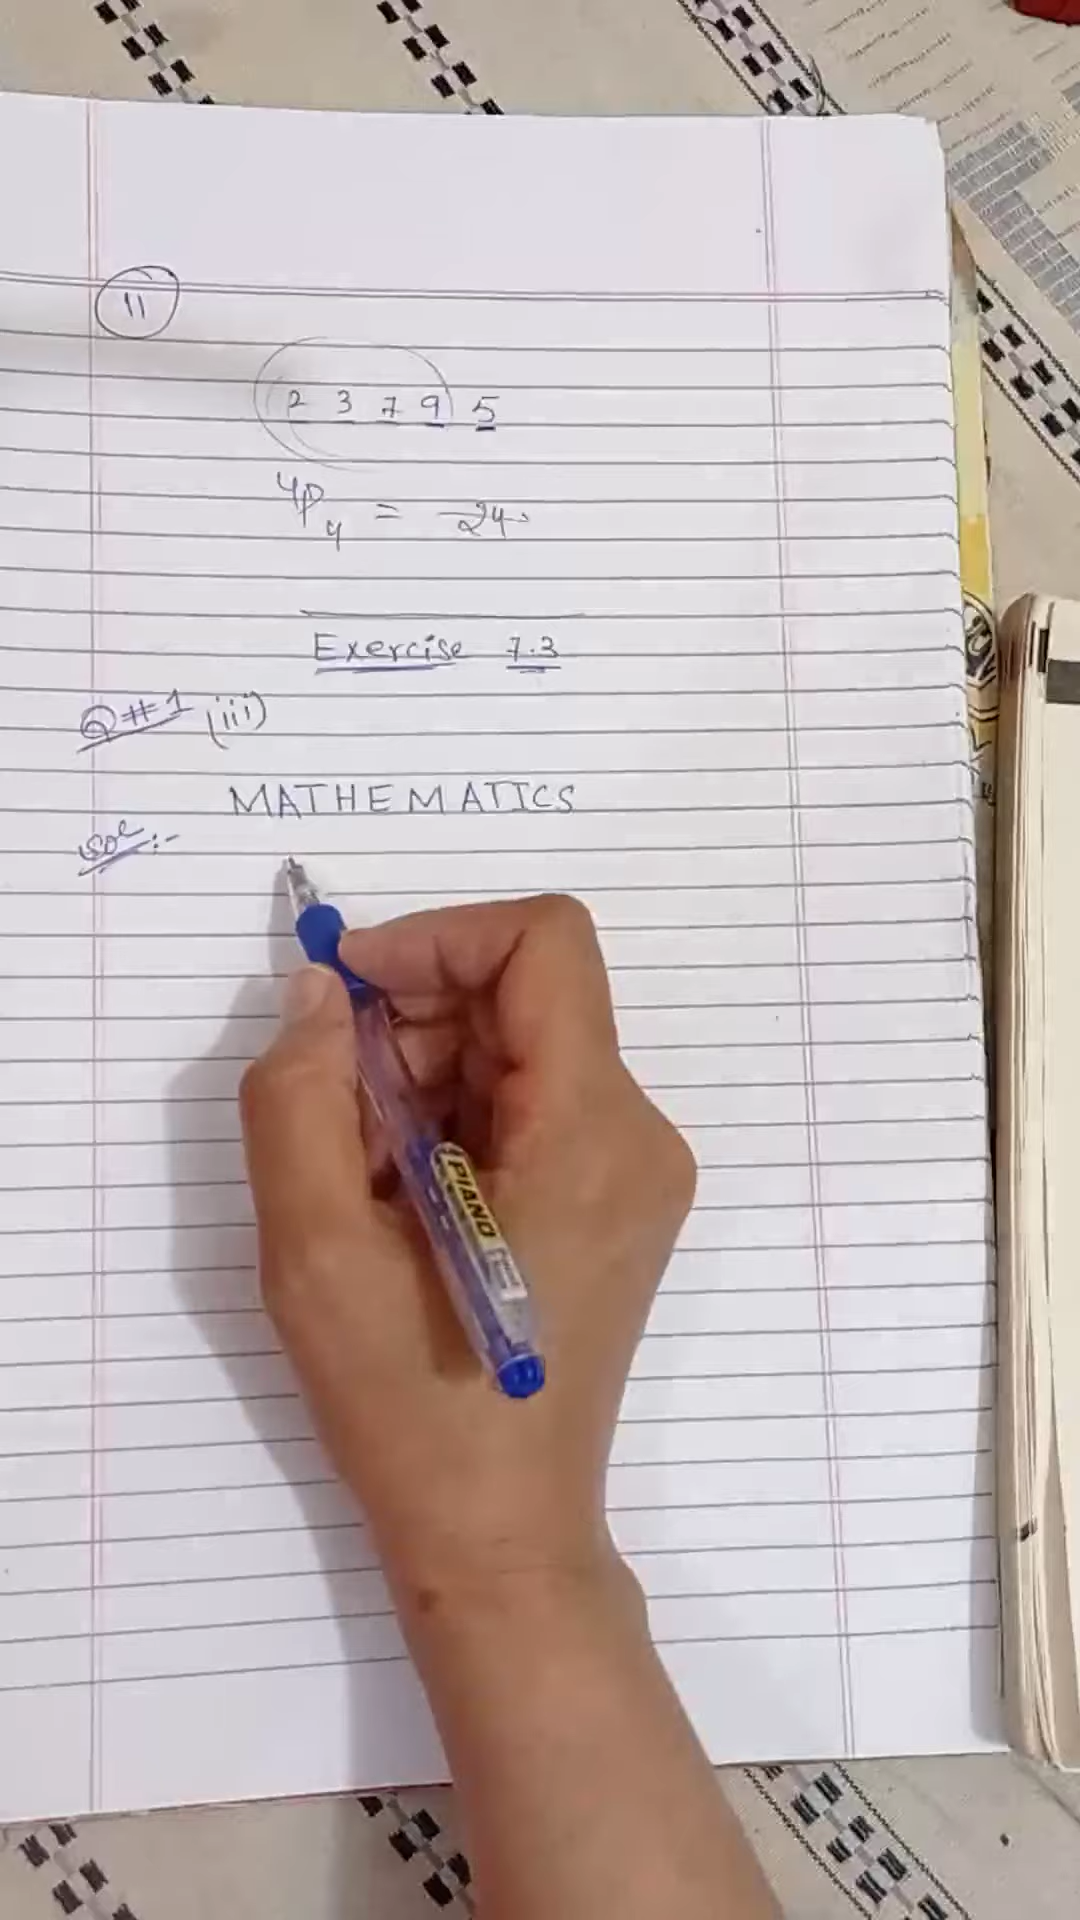 11
2 3 7 9 5
4P4 = 24
Exercise 7.3
Q#1 (iii)
MATHEMATICS
Sol:-
PIANO